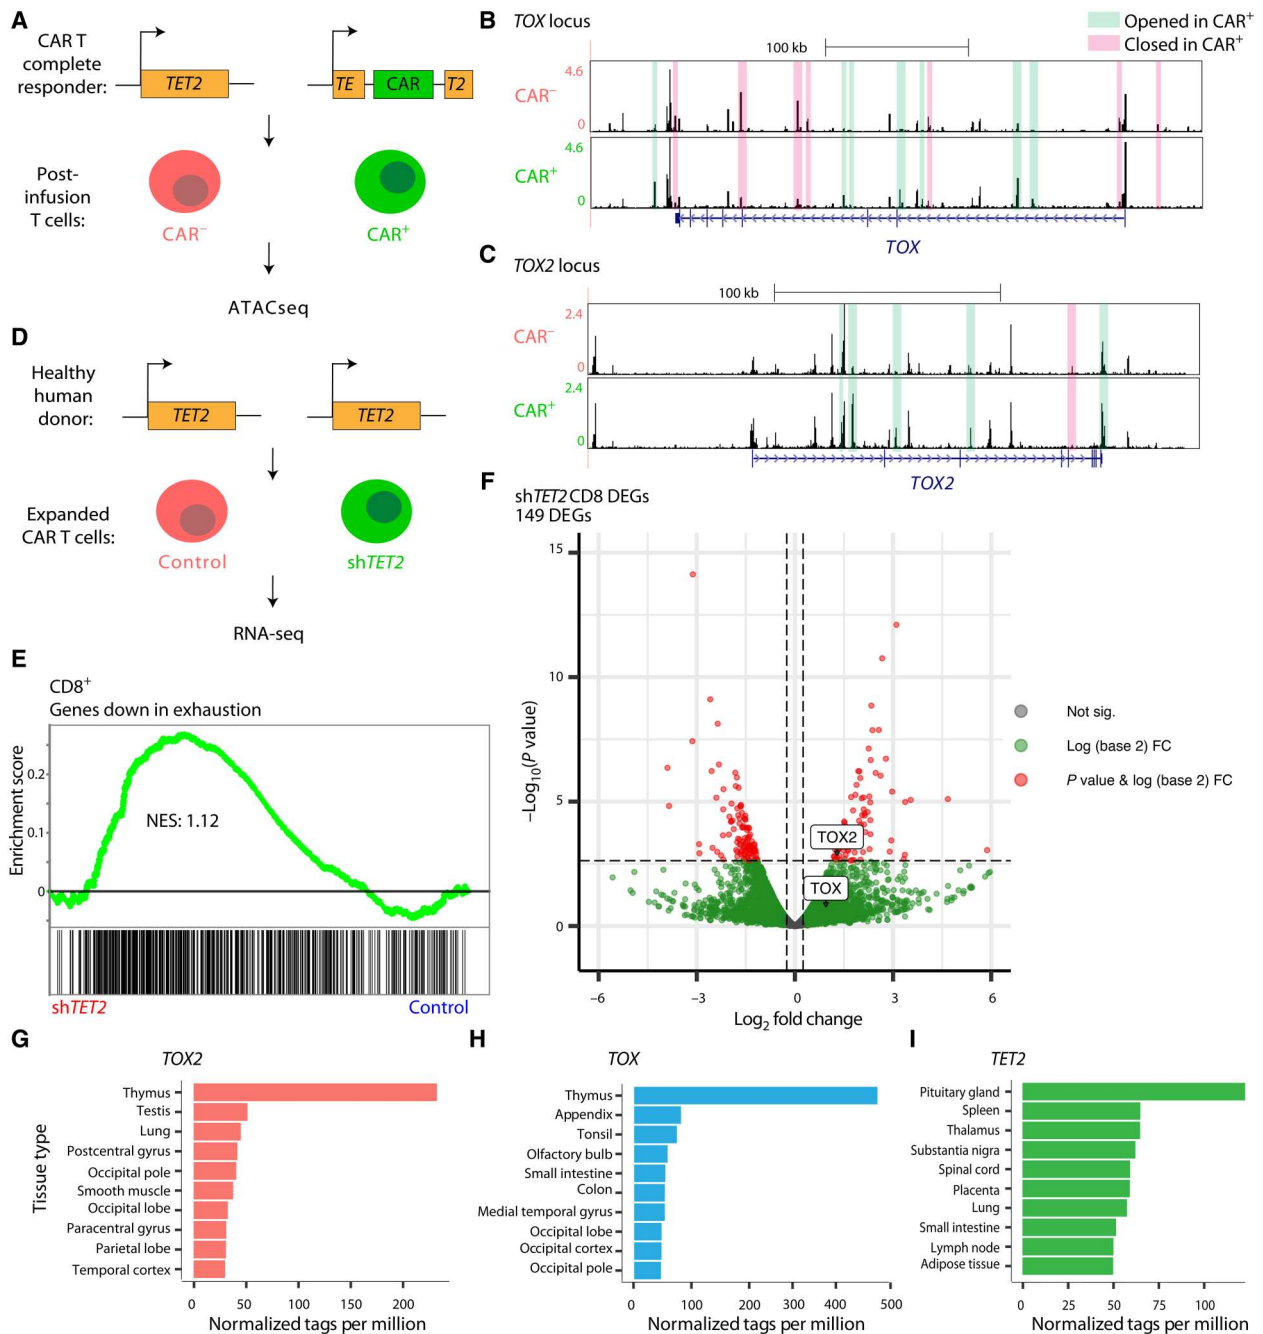 A
CAR T
complete
responder:
TET2
TE
CAR
T2
Post-
infusion
T cells:
CAR⁻
CAR⁺
ATACseq
B
TOX locus
Opened in CAR⁺
Closed in CAR⁺
100 kb
4.6
CAR⁻
0
4.6
CAR⁺
0
TOX
C
TOX2 locus
100 kb
2.4
CAR⁻
0
2.4
CAR⁺
0
TOX2
D
Healthy
human
donor:
TET2
TET2
Expanded
CAR T cells:
Control
shTET2
RNA-seq
E
CD8⁺
Genes down in exhaustion
Enrichment score
0.2
0.1
0
NES: 1.12
shTET2
Control
F
shTET2 CD8 DEGs
149 DEGs
−Log₁₀(P value)
15
10
5
0
TOX2
TOX
−6
−3
0
3
6
Log₂ fold change
Not sig.
Log (base 2) FC
P value & log (base 2) FC
G
TOX2
Tissue type
Thymus
Testis
Lung
Postcentral gyrus
Occipital pole
Smooth muscle
Occipital lobe
Paracentral gyrus
Parietal lobe
Temporal cortex
0
50
100
150
200
Normalized tags per million
H
TOX
Thymus
Appendix
Tonsil
Olfactory bulb
Small intestine
Colon
Medial temporal gyrus
Occipital lobe
Occipital cortex
Occipital pole
0
100
200
300
400
500
Normalized tags per million
I
TET2
Pituitary gland
Spleen
Thalamus
Substantia nigra
Spinal cord
Placenta
Lung
Small intestine
Lymph node
Adipose tissue
0
25
50
75
100
Normalized tags per million